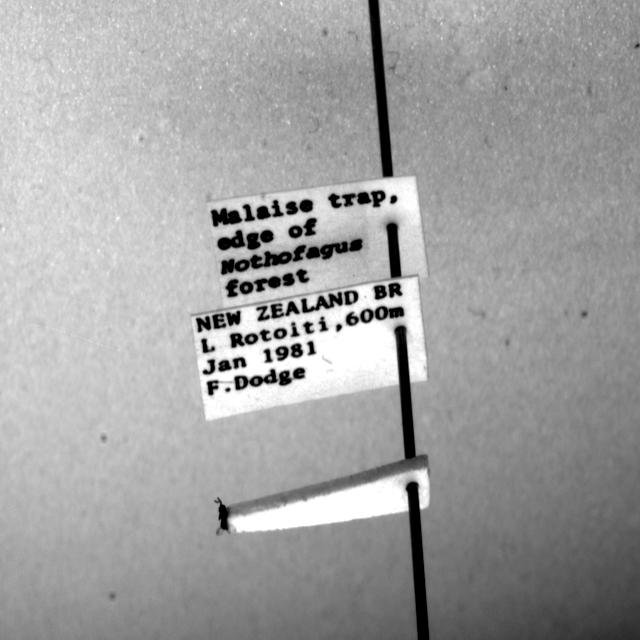 Malaise trap,
edge of
Nothofagus
forest
NEW ZEALAND BR
L Rotoiti,600m
Jan 1981
F.Dodge